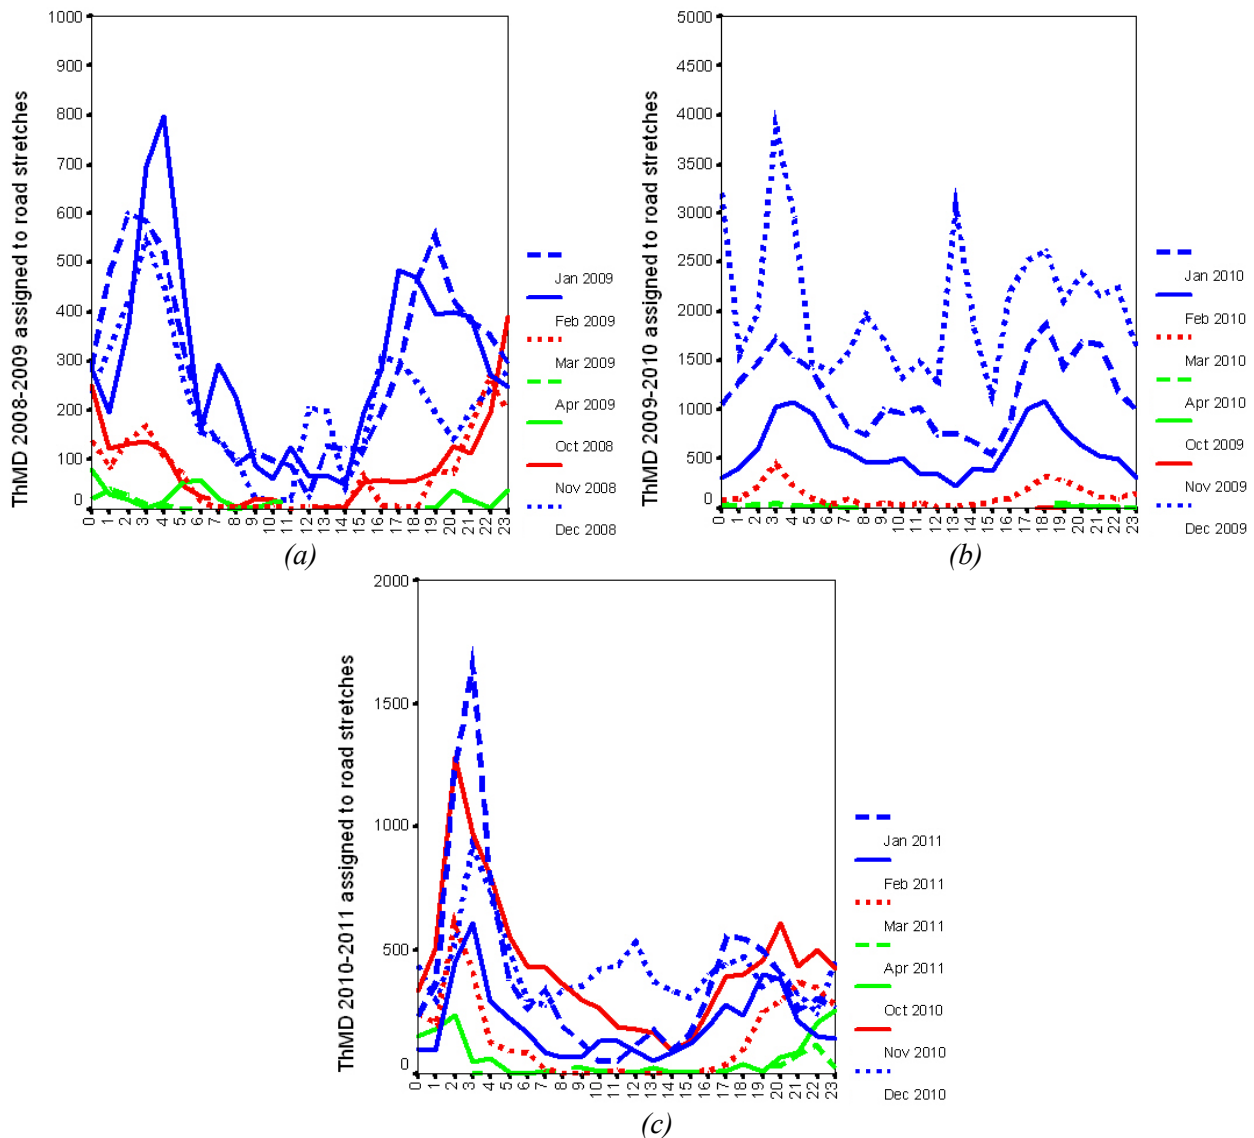 ThMD 2008-2009 assigned to road stretches
1000
900
800
700
600
500
400
300
200
100
0
0 1 2 3 4 5 6 7 8 9 10 11 12 13 14 15 16 17 18 19 20 21 22 23
Jan 2009
Feb 2009
Mar 2009
Apr 2009
Oct 2008
Nov 2008
Dec 2008
(a)
ThMD 2009-2010 assigned to road stretches
5000
4500
4000
3500
3000
2500
2000
1500
1000
500
0
0 1 2 3 4 5 6 7 8 9 10 11 12 13 14 15 16 17 18 19 20 21 22 23
Jan 2010
Feb 2010
Mar 2010
Apr 2010
Oct 2009
Nov 2009
Dec 2009
(b)
ThMD 2010-2011 assigned to road stretches
2000
1500
1000
500
0
0 1 2 3 4 5 6 7 8 9 10 11 12 13 14 15 16 17 18 19 20 21 22 23
Jan 2011
Feb 2011
Mar 2011
Apr 2011
Oct 2010
Nov 2010
Dec 2010
(c)